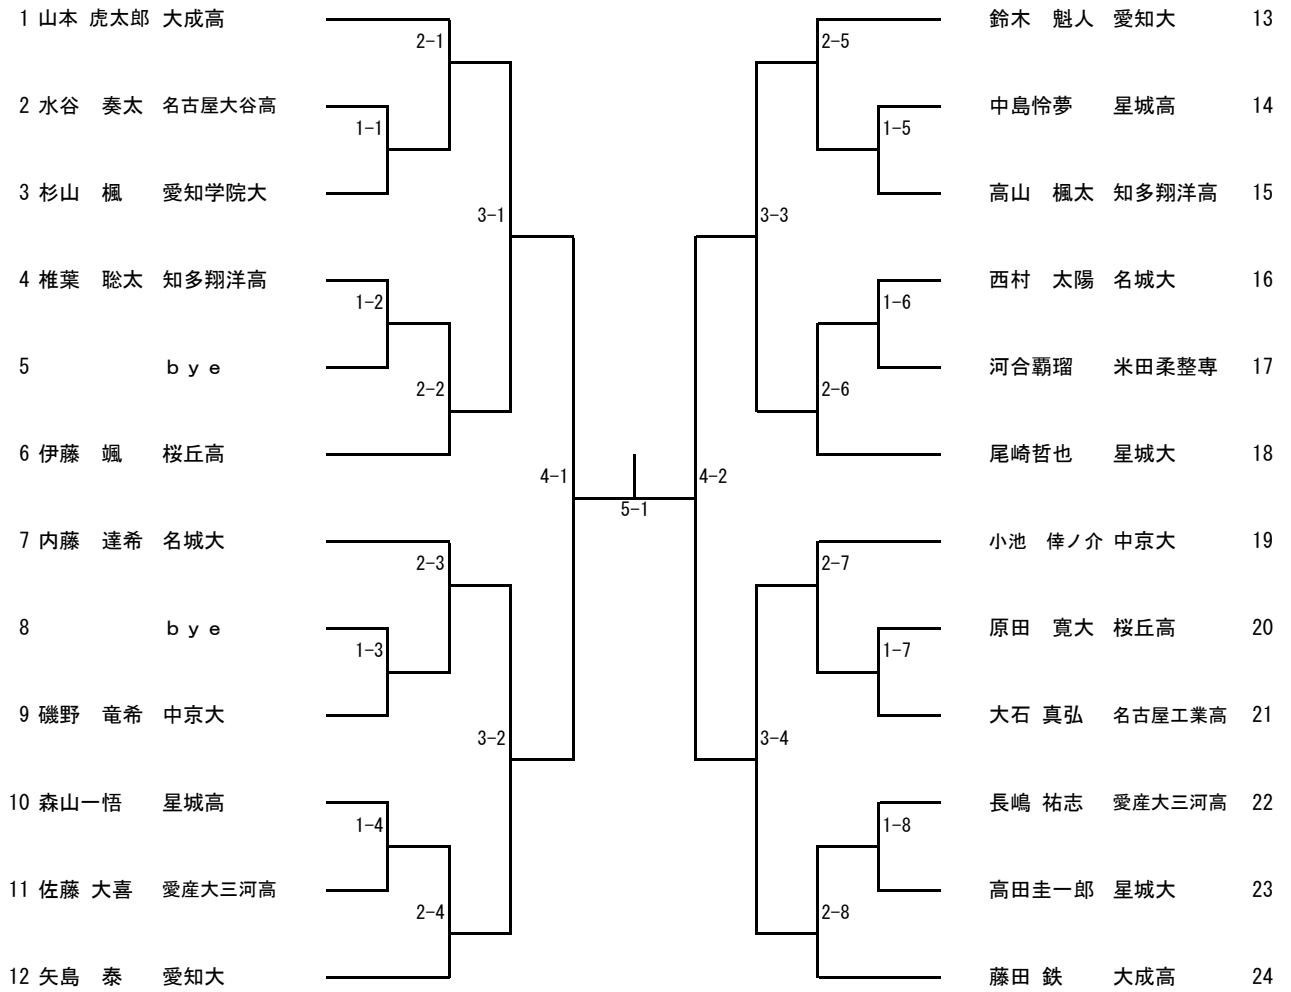 1 山本 虎太郎 大成高
2-1
2 水谷　奏太 名古屋大谷高
1-1
3 杉山　楓 愛知学院大
3-1
4 椎葉　聡太 知多翔洋高
1-2
5 ｂｙｅ
2-2
6 伊藤　颯 桜丘高
4-1
7 内藤　達希 名城大
2-3
8 ｂｙｅ
1-3
9 磯野　竜希 中京大
3-2
10 森山一悟 星城高
1-4
11 佐藤 大喜 愛産大三河高
2-4
12 矢島　泰 愛知大
5-1
鈴木　魁人 愛知大 13
2-5
中島怜夢 星城高 14
1-5
高山　楓太 知多翔洋高 15
3-3
西村　太陽 名城大 16
1-6
河合覇瑠 米田柔整専 17
2-6
尾崎哲也 星城大 18
4-2
小池　倖ノ介 中京大 19
2-7
原田　寛大 桜丘高 20
1-7
大石 真弘 名古屋工業高 21
3-4
長嶋 祐志 愛産大三河高 22
1-8
高田圭一郎 星城大 23
2-8
藤田 鉄 大成高 24